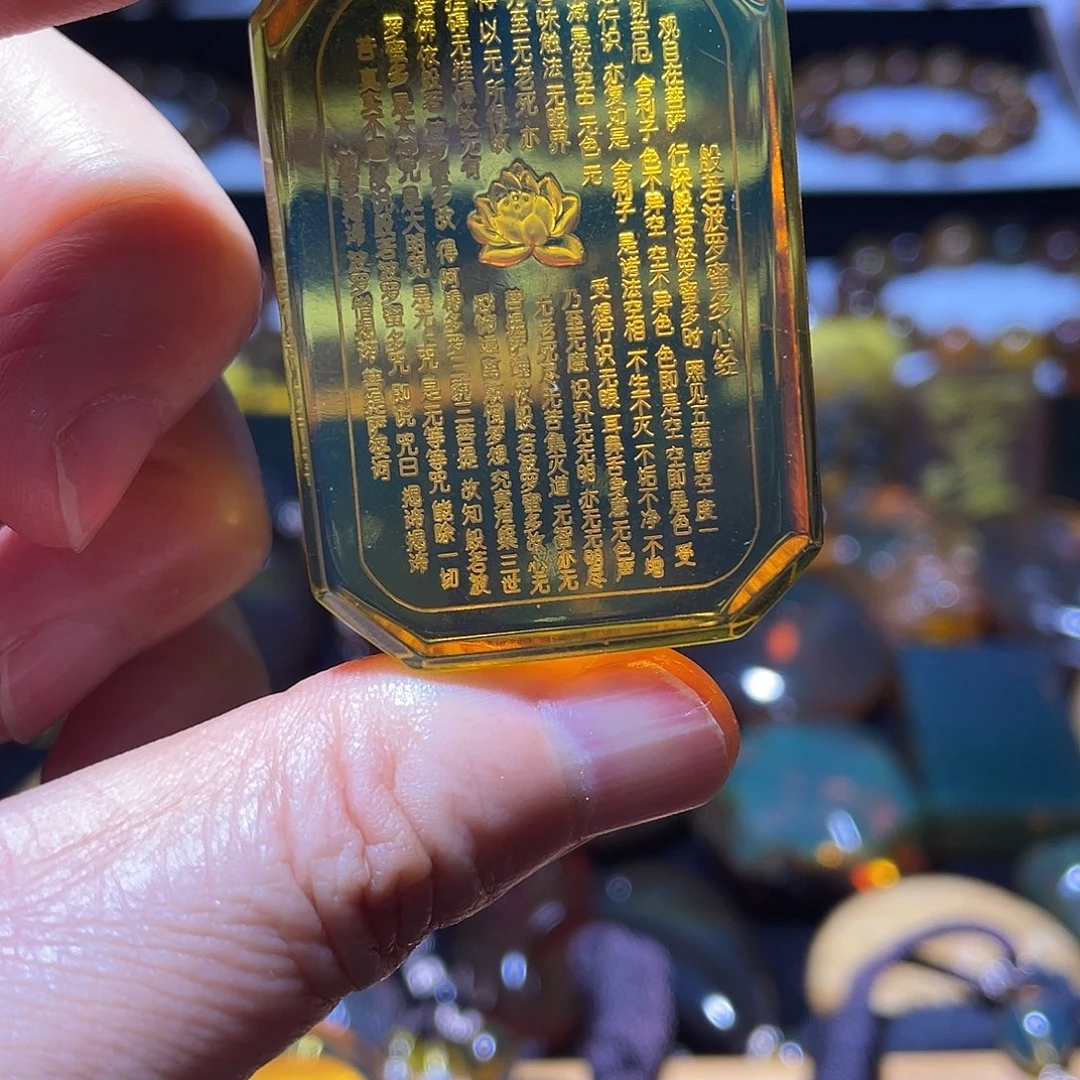 般若波罗蜜多心经
观自在菩萨 行深般若波罗蜜多时 照见五蕴皆空 度一
切苦厄 舍利子 色不异空 空不异色 色即是空 空即是色 受
行识 亦复如是 舍利子 是诸法空相 不生不灭 不垢不净 不增
减 是故空中 无色 无 受想行识 无眼 耳鼻舌身意 无色声
味触法 无眼界 乃至无意 识界 无无明 亦无无明尽
乃至无老死 亦 无老死尽 无苦集灭道 无智亦无
得 以无所得故 菩提萨埵 依般若波罗蜜多故 心无
挂碍 无挂碍故 无有 恐怖 远离 颠倒梦想 究竟涅槃 三世
诸佛 依般若波罗蜜多故 得阿耨多罗三藐三菩提 故知 般若波
罗蜜多 是大神咒 是大明咒 是无上咒 是无等等咒 能除一切
苦 真实不虚 故说般若波罗蜜多咒 即说咒曰 揭谛揭谛
揭谛 波罗僧揭谛 菩提萨婆诃